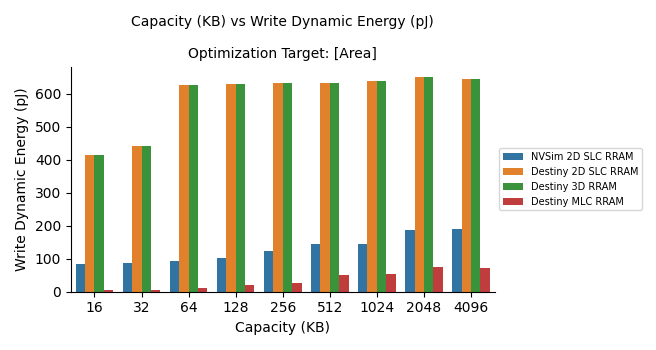 Capacity (KB) vs Write Dynamic Energy (pJ)
Optimization Target: [Area]
Write Dynamic Energy (pJ)
600
500
400
300
200
100
0
16 32 64 128 256 512 1024 2048 4096
Capacity (KB)
NVSim 2D SLC RRAM
Destiny 2D SLC RRAM
Destiny 3D RRAM
Destiny MLC RRAM